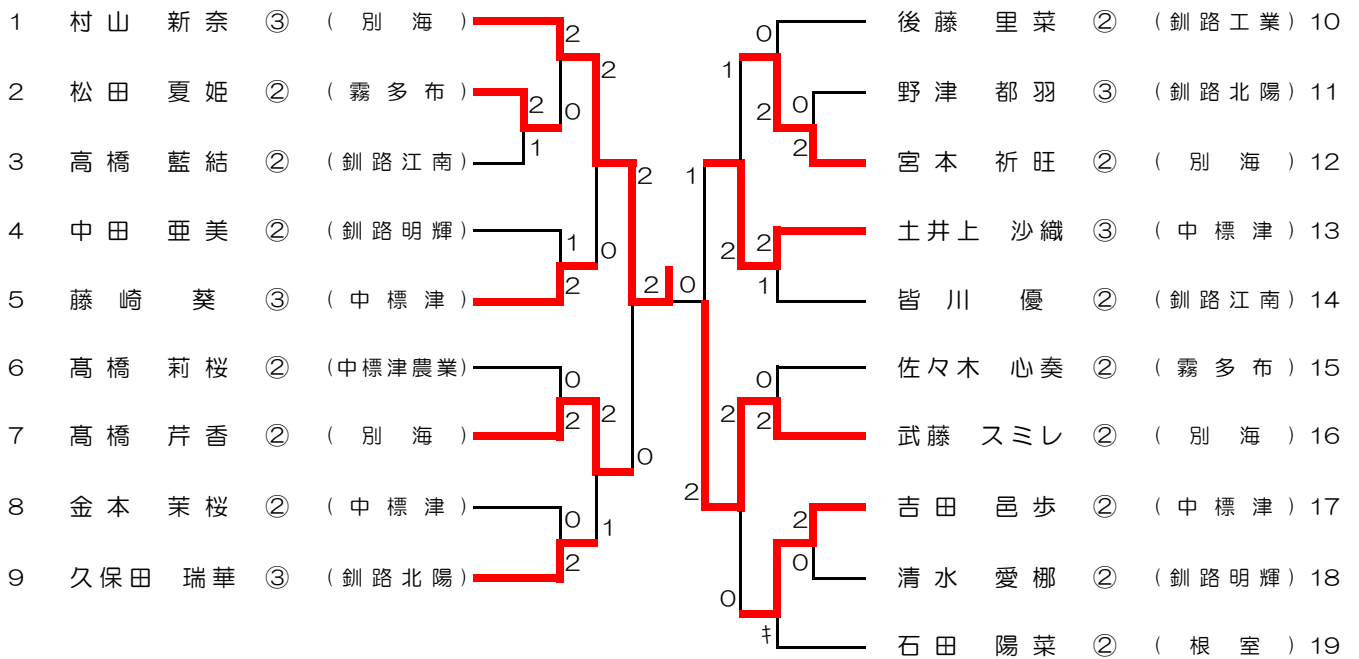 1 村山 新奈 ③ (別海)
2 松田 夏姫 ② (霧多布)
3 高橋 藍結 ② (釧路江南)
4 中田 亜美 ② (釧路明輝)
5 藤崎 葵 ③ (中標津)
6 髙橋 莉桜 ② (中標津農業)
7 髙橋 芹香 ② (別海)
8 金本 茉桜 ② (中標津)
9 久保田 瑞華 ③ (釧路北陽)
2
2
2
0
1
2
1
0
2
2
0
2
2
0
0
1
2
0
0
1
2
0
2
1
2
2
1
0
2
2
2
2
0
0
ｷ
後藤 里菜 ② (釧路工業) 10
野津 都羽 ③ (釧路北陽) 11
宮本 祈旺 ② (別海) 12
土井上 沙織 ③ (中標津) 13
皆川 優 ② (釧路江南) 14
佐々木 心奏 ② (霧多布) 15
武藤 スミレ ② (別海) 16
吉田 邑歩 ② (中標津) 17
清水 愛梛 ② (釧路明輝) 18
石田 陽菜 ② (根室) 19